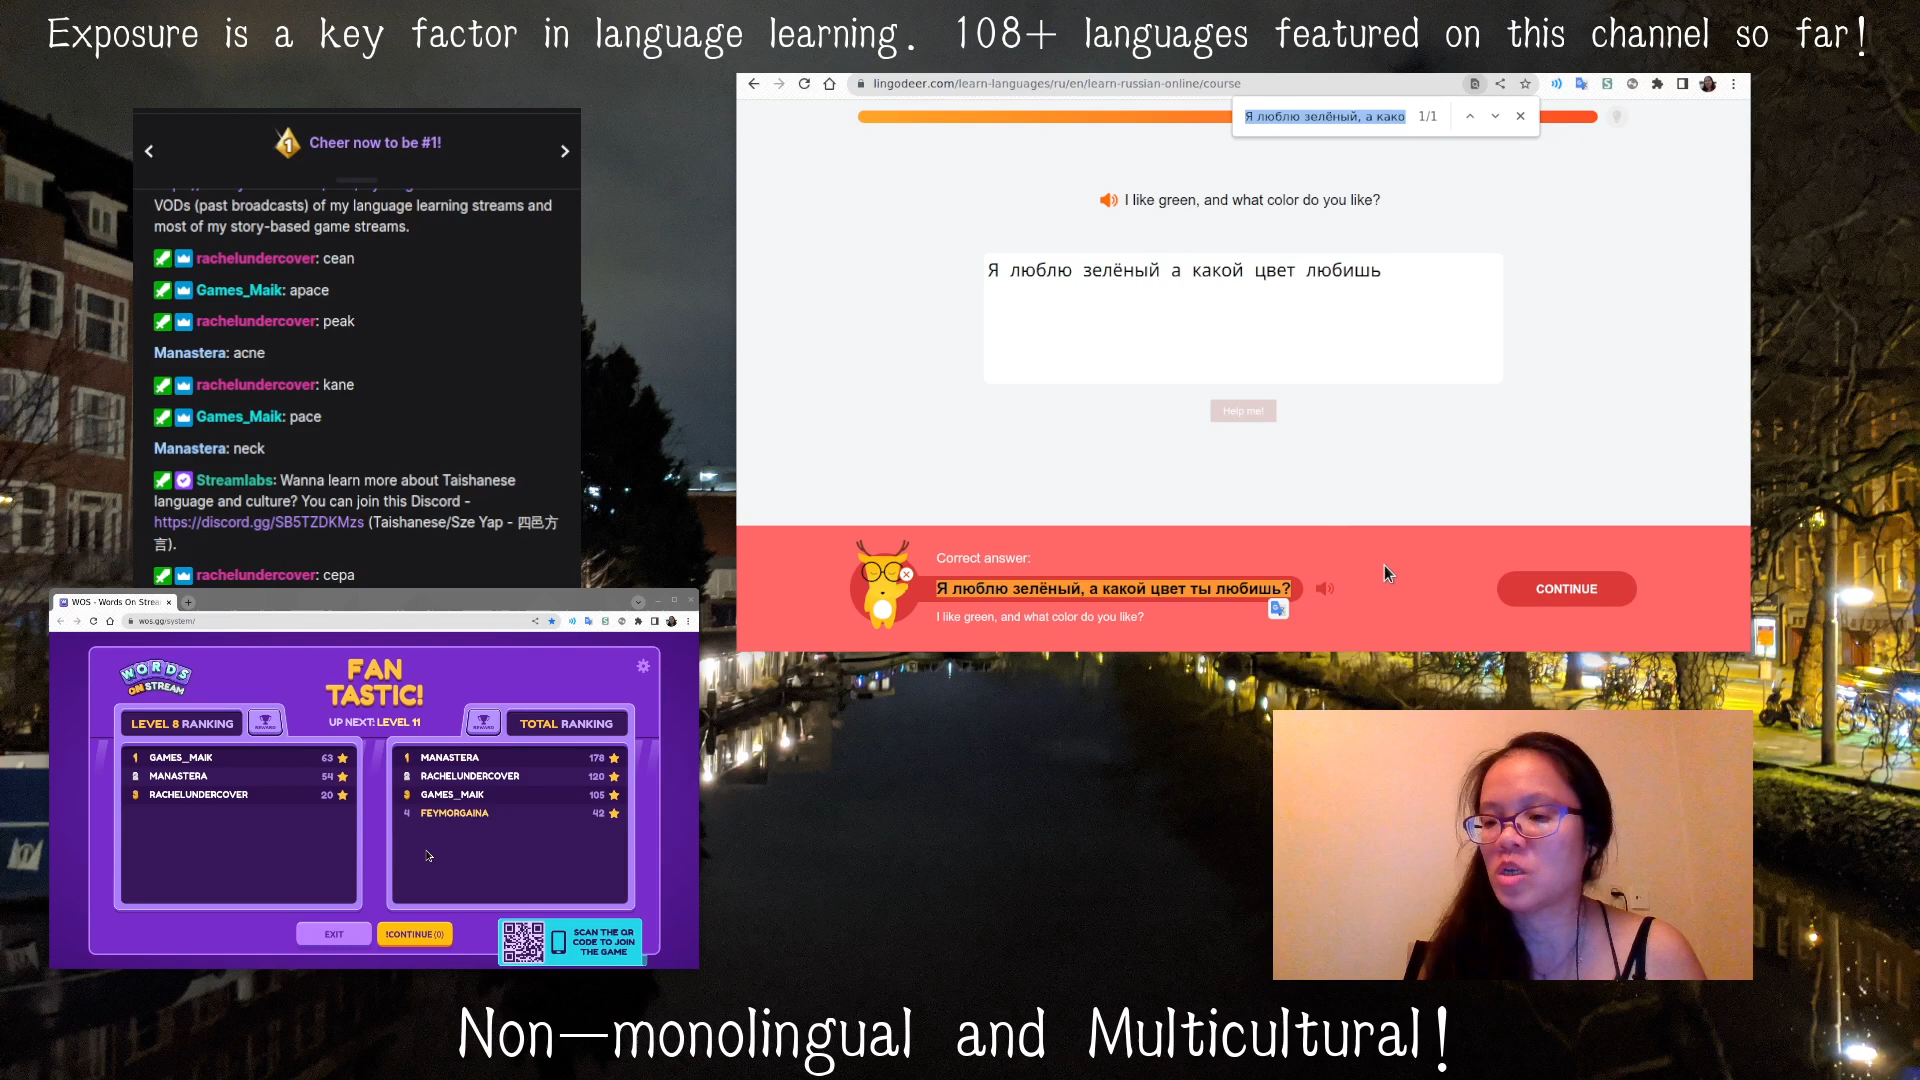 Exposure is a key factor in language learning. 108+ languages featured on this channel so far!
Cheer now to be #1!
VODs (past broadcasts) of my language learning streams and
most of my story-based game streams.
rachelundercover: cean
Games_Maik: apace
rachelundercover: peak
Manastera: acne
rachelundercover: kane
Games_Maik: pace
Manastera: neck
Streamlabs: Wanna learn more about Taishanese
language and culture? You can join this Discord -
https://discord.gg/SB5TZDKMzs (Taishanese/Sze Yap - 四邑方
言).
rachelundercover: cepa
lingodeer.com/learn-languages/ru/en/learn-russian-online/course
Я люблю зелёный, а како 1/1
I like green, and what color do you like?
Я люблю зелёный а какой цвет любишь
Help me!
Correct answer:
Я люблю зелёный, а какой цвет ты любишь?
I like green, and what color do you like?
CONTINUE
WOS - Words On Strea
wos.gg/system/
WORDS
ON STREAM
FAN
TASTIC!
UP NEXT: LEVEL 11
LEVEL 8 RANKING
REWARD
1 GAMES_MAIK 63
2 MANASTERA 54
3 RACHELUNDERCOVER 20
REWARD
TOTAL RANKING
1 MANASTERA 178
2 RACHELUNDERCOVER 120
3 GAMES_MAIK 105
4 FEYMORGAINA 42
EXIT
!CONTINUE (0)
SCAN THE QR
CODE TO JOIN
THE GAME
Non-monolingual and Multicultural!